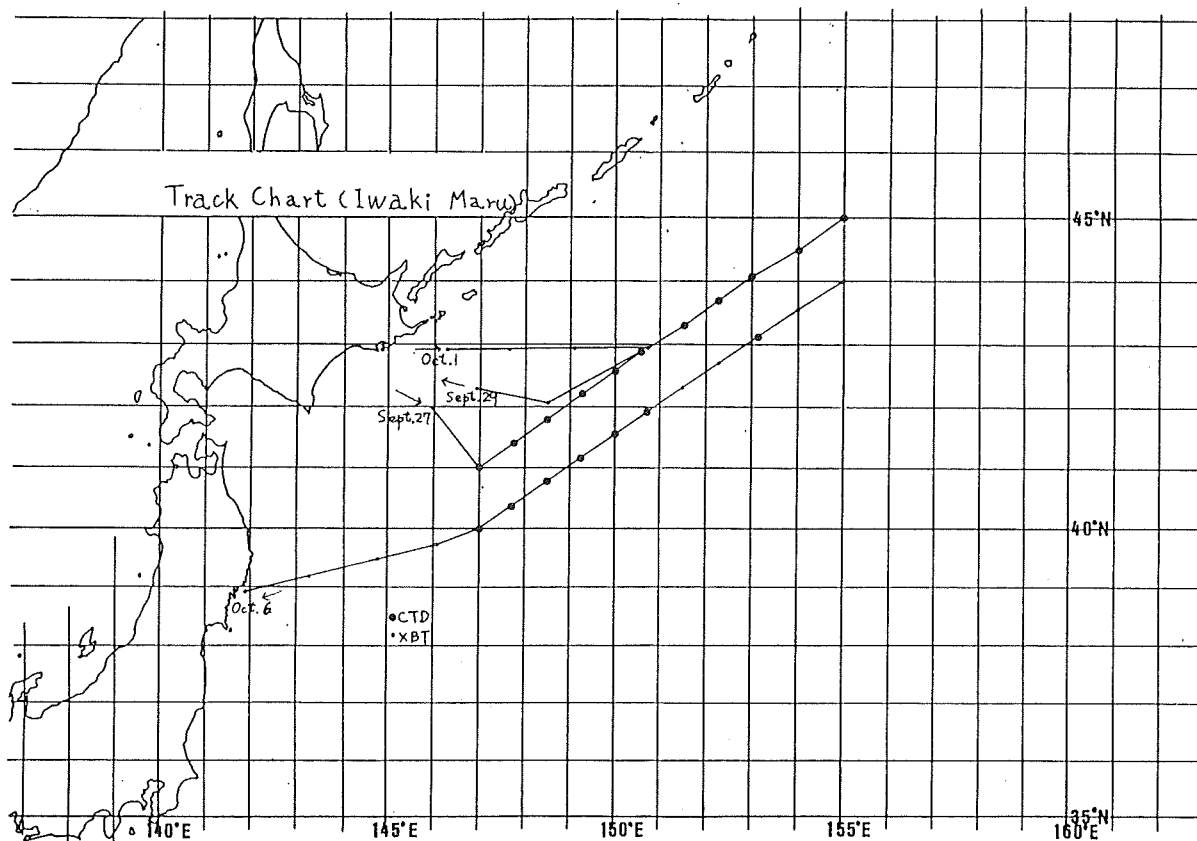 Track Chart (Iwaki Maru)
45°N
Oct.1
Sept.29
Sept.27
40°N
Oct.6
CTD
XBT
35°N
140°E
145°E
150°E
155°E
160°E